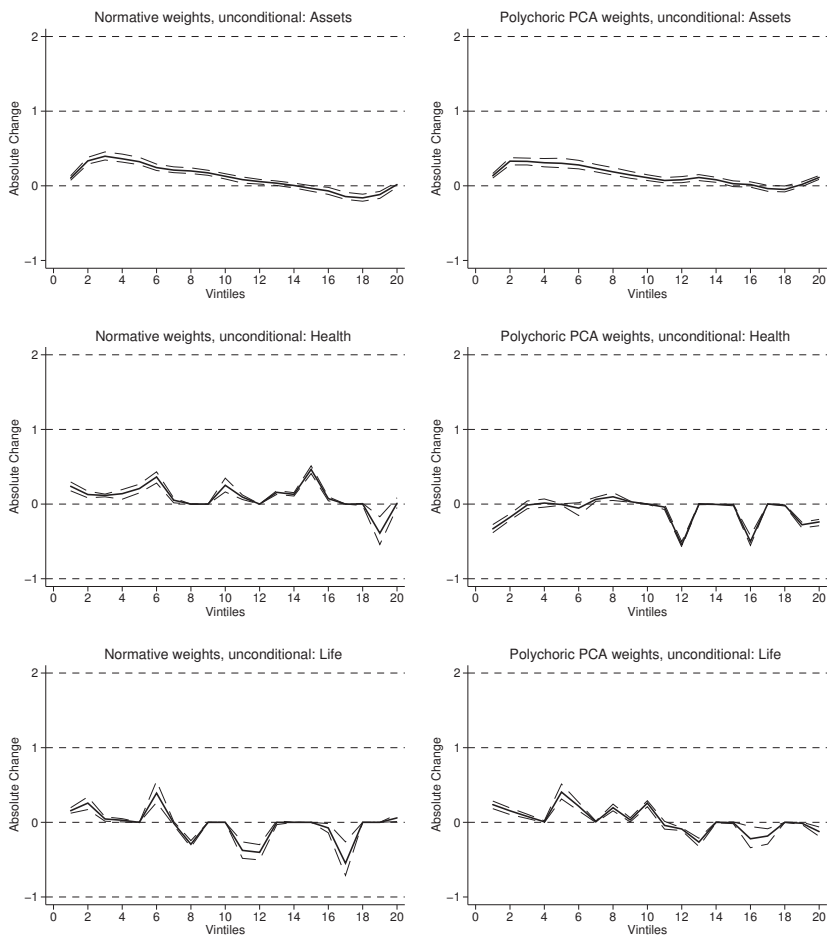 Normative weights, unconditional: Assets
Absolute Change
2
1
0
−1
0 2 4 6 8 10 12 14 16 18 20
Vintiles
Polychoric PCA weights, unconditional: Assets
Absolute Change
2
1
0
−1
0 2 4 6 8 10 12 14 16 18 20
Vintiles
Normative weights, unconditional: Health
Absolute Change
2
1
0
−1
0 2 4 6 8 10 12 14 16 18 20
Vintiles
Polychoric PCA weights, unconditional: Health
Absolute Change
2
1
0
−1
0 2 4 6 8 10 12 14 16 18 20
Vintiles
Normative weights, unconditional: Life
Absolute Change
2
1
0
−1
0 2 4 6 8 10 12 14 16 18 20
Vintiles
Polychoric PCA weights, unconditional: Life
Absolute Change
2
1
0
−1
0 2 4 6 8 10 12 14 16 18 20
Vintiles